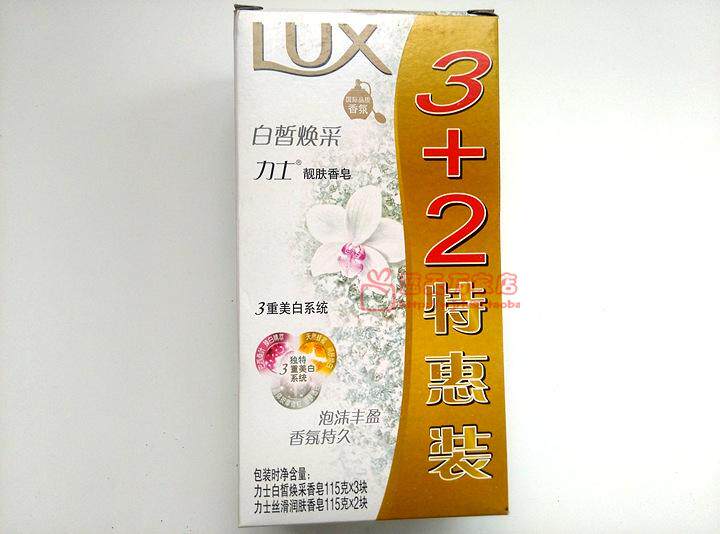 LUX
国际品质
香氛
白皙焕采
力士® 靓肤香皂
3重美白系统
独特
3重美白
系统
泡沫丰盈
香氛持久
包装时净含量：
力士白皙焕采香皂115克×3块
力士丝滑润肤香皂115克×2块
3+2特惠装